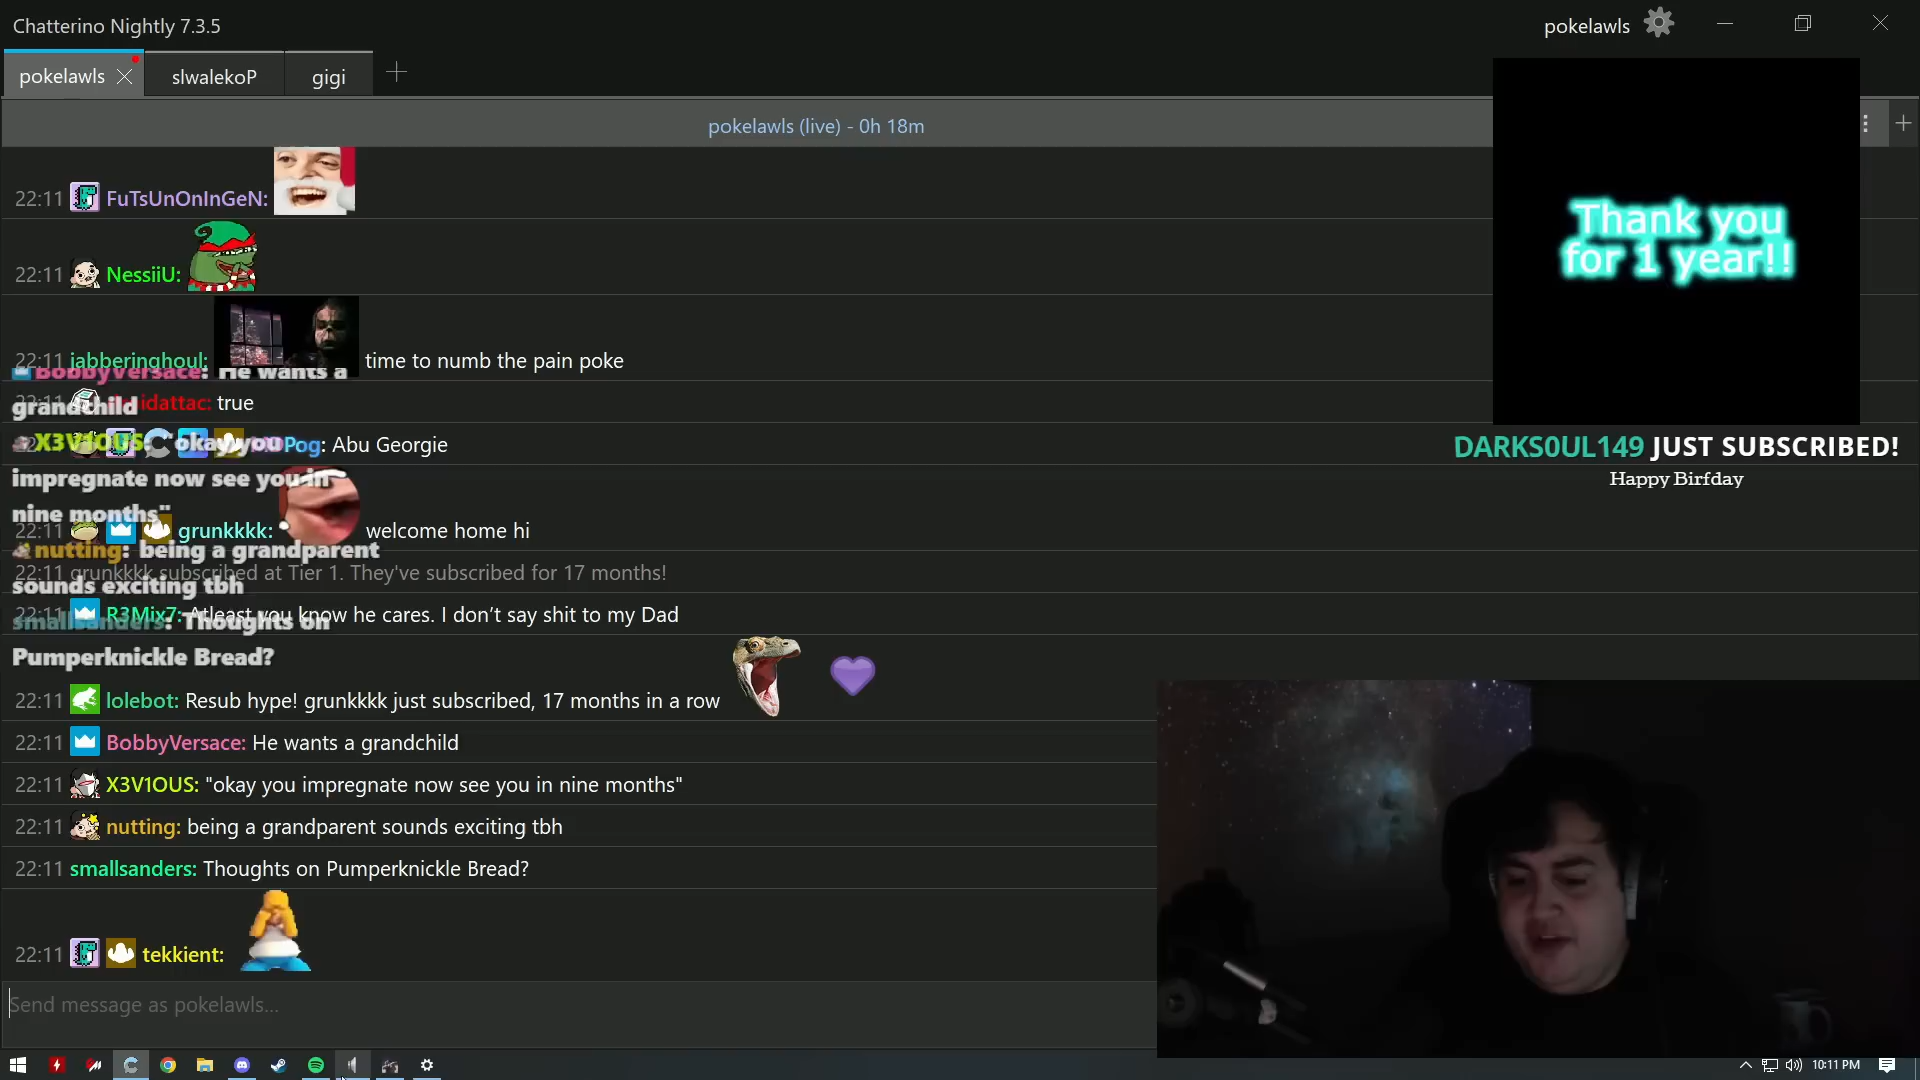 Chatterino Nightly 7.3.5
pokelawls
pokelawls
slwalekoP
gigi
pokelawls (live) - 0h 18m
22:11 FuTsUnOnInGeN:
22:11 NessiiU:
22:11 jabberinghoul: time to numb the pain poke
idattac: true
Pog: Abu Georgie
22:11 grunkkkk: welcome home hi
22:11 grunkkkk subscribed at Tier 1. They've subscribed for 17 months!
22:11 R3Mix7: Atleast you know he cares. I don’t say shit to my Dad
22:11 lolebot: Resub hype! grunkkkk just subscribed, 17 months in a row
22:11 BobbyVersace: He wants a grandchild
22:11 X3V1OUS: "okay you impregnate now see you in nine months"
22:11 nutting: being a grandparent sounds exciting tbh
22:11 smallsanders: Thoughts on Pumperknickle Bread?
22:11 tekkient:
Send message as pokelawls...
BobbyVersace: He wants a
grandchild
X3V1OUS: "okay you
impregnate now see you in
nine months"
nutting: being a grandparent
sounds exciting tbh
smallsanders: Thoughts on
Pumperknickle Bread?
Thank you
for 1 year!!
DARKS0UL149 JUST SUBSCRIBED!
Happy Birfday
10:11 PM